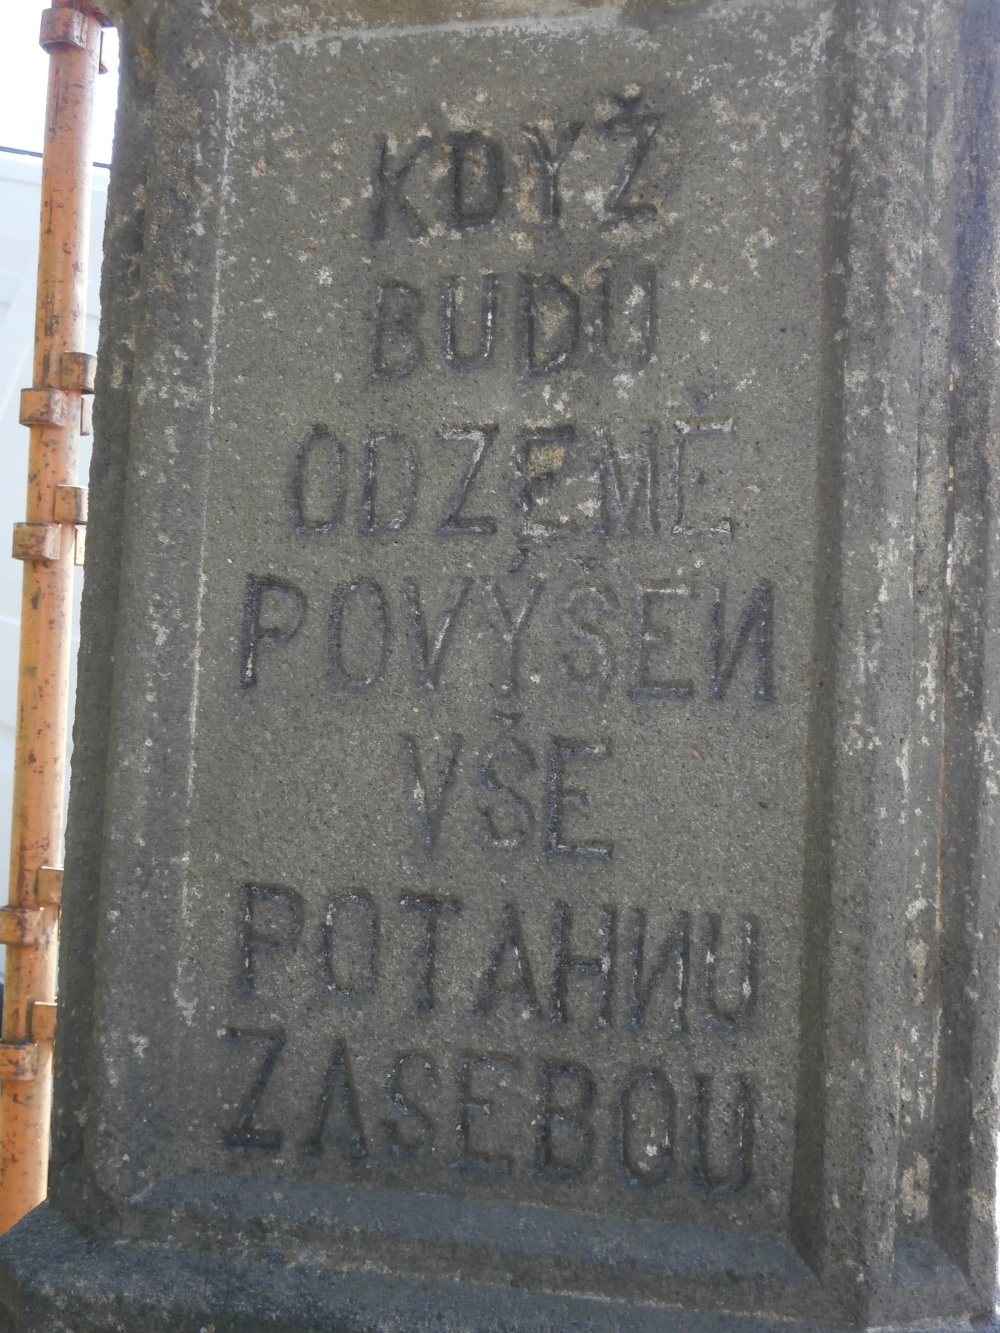 KDYŽ
BUDU
ODZEMĚ
POVÝŠEN
VŠE
POTAHNU
ZASEBOU